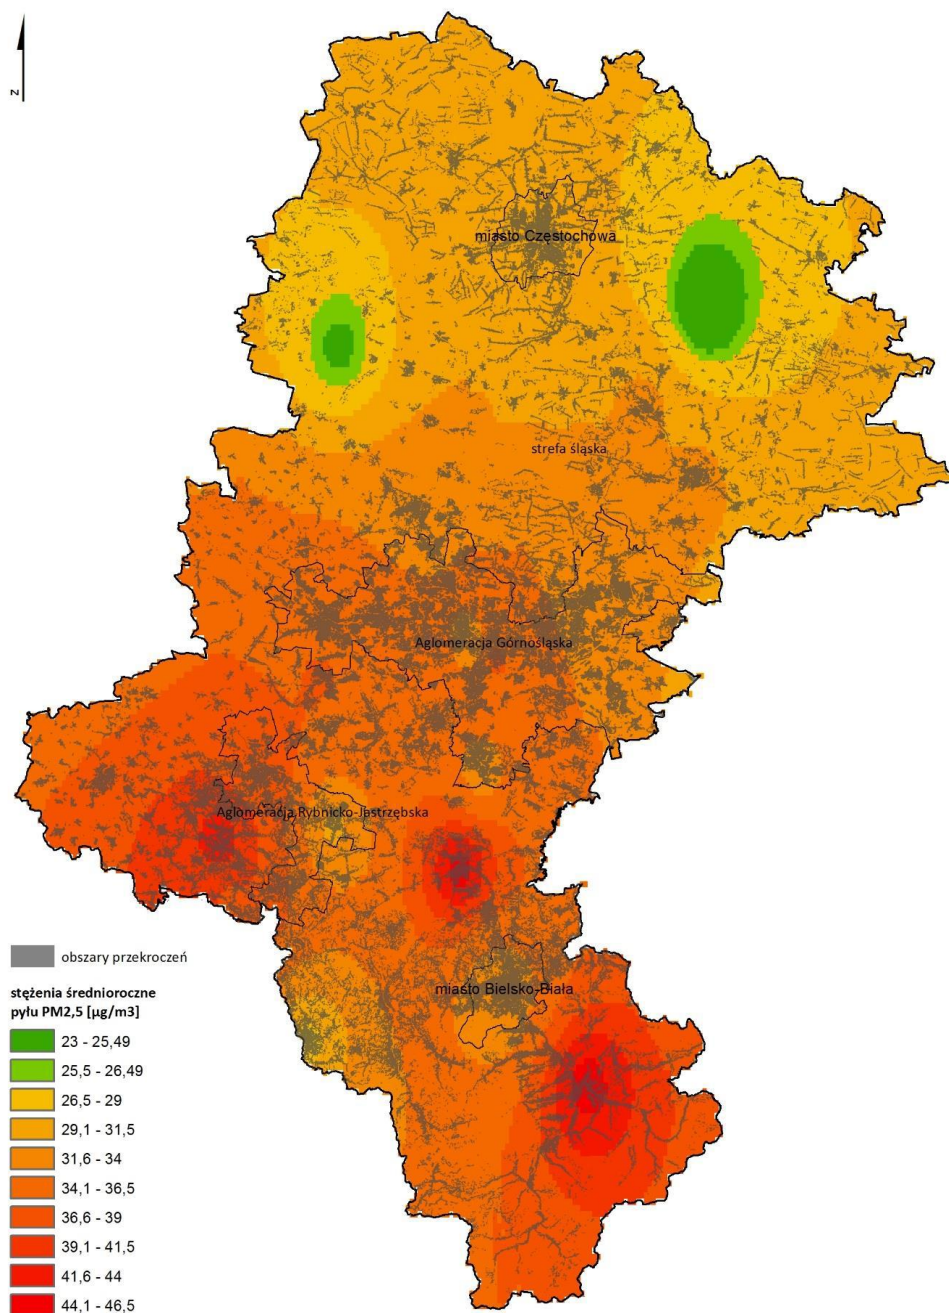 N
miasto Częstochowa
strefa śląska
Aglomeracja Górnośląska
Aglomeracja Rybnicko-Jastrzębska
miasto Bielsko-Biała
obszary przekroczeń
stężenia średnioroczne
pyłu PM2,5 [µg/m3]
23 - 25,49
25,5 - 26,49
26,5 - 29
29,1 - 31,5
31,6 - 34
34,1 - 36,5
36,6 - 39
39,1 - 41,5
41,6 - 44
44,1 - 46,5